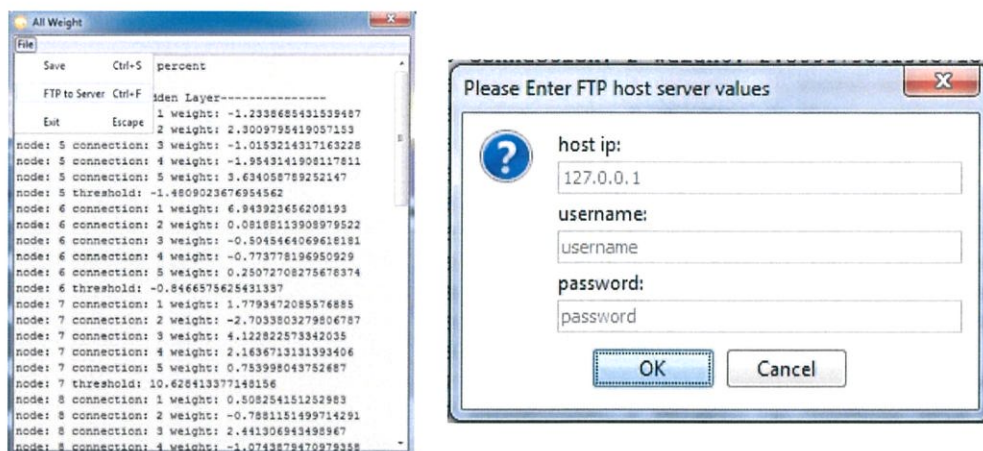 All Weight
File
Save Ctrl+S percent
FTP to Server Ctrl+F dden Layer---------------
1 weight: -1.2338685431539487
Exit Escape 2 weight: 2.3009795419057153
node: 5 connection: 3 weight: -1.0153214317163228
node: 5 connection: 4 weight: -1.9543141908117811
node: 5 connection: 5 weight: 3.634058789252147
node: 5 threshold: -1.4809023676954562
node: 6 connection: 1 weight: 6.943923656208193
node: 6 connection: 2 weight: 0.08188113908979522
node: 6 connection: 3 weight: -0.5045464069618181
node: 6 connection: 4 weight: -0.773778196950929
node: 6 connection: 5 weight: 0.25072708275678374
node: 6 threshold: -0.8466575625431337
node: 7 connection: 1 weight: 1.7793472085576885
node: 7 connection: 2 weight: -2.7033803279806787
node: 7 connection: 3 weight: 4.122822573342035
node: 7 connection: 4 weight: 2.1636713131393406
node: 7 connection: 5 weight: 0.753998043752687
node: 7 threshold: 10.628413377148156
node: 8 connection: 1 weight: 0.508254151252983
node: 8 connection: 2 weight: -0.7881151499714291
node: 8 connection: 3 weight: 2.441306943498967
node: 8 connection: 4 weight: -1.0743879470979358
Please Enter FTP host server values
host ip:
127.0.0.1
username:
username
password:
password
OK Cancel